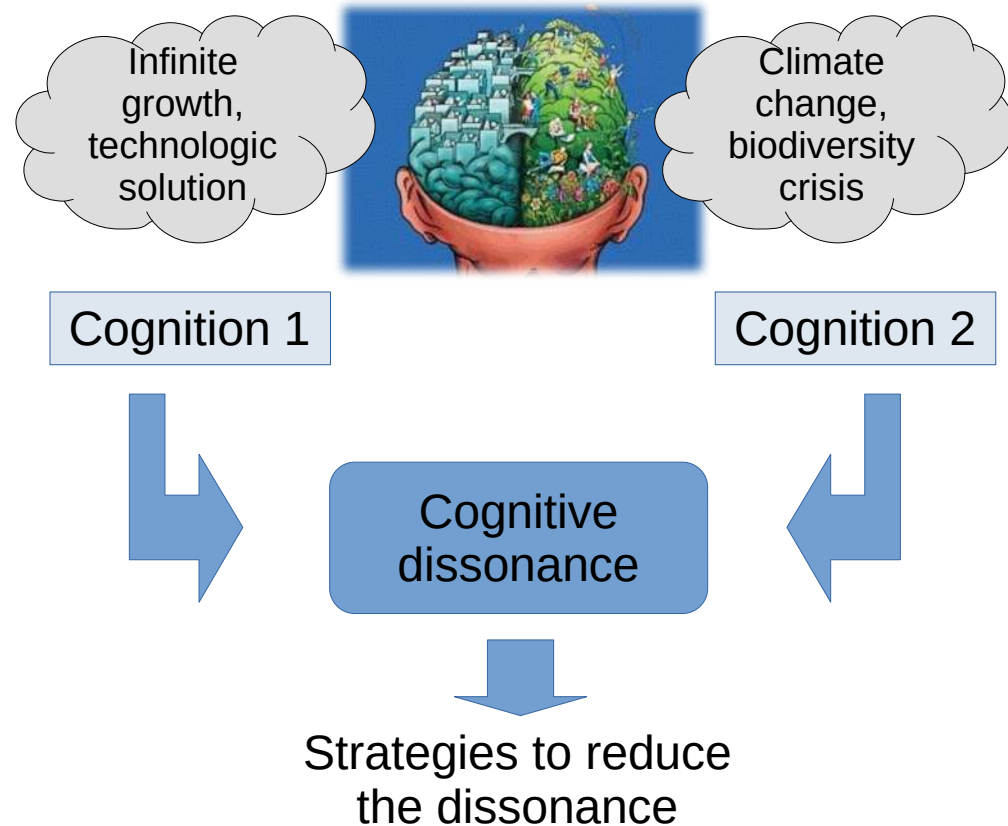 Infinite
growth,
technologic
solution
Climate
change,
biodiversity
crisis
Cognition 1
Cognition 2
Cognitive
dissonance
Strategies to reduce
the dissonance